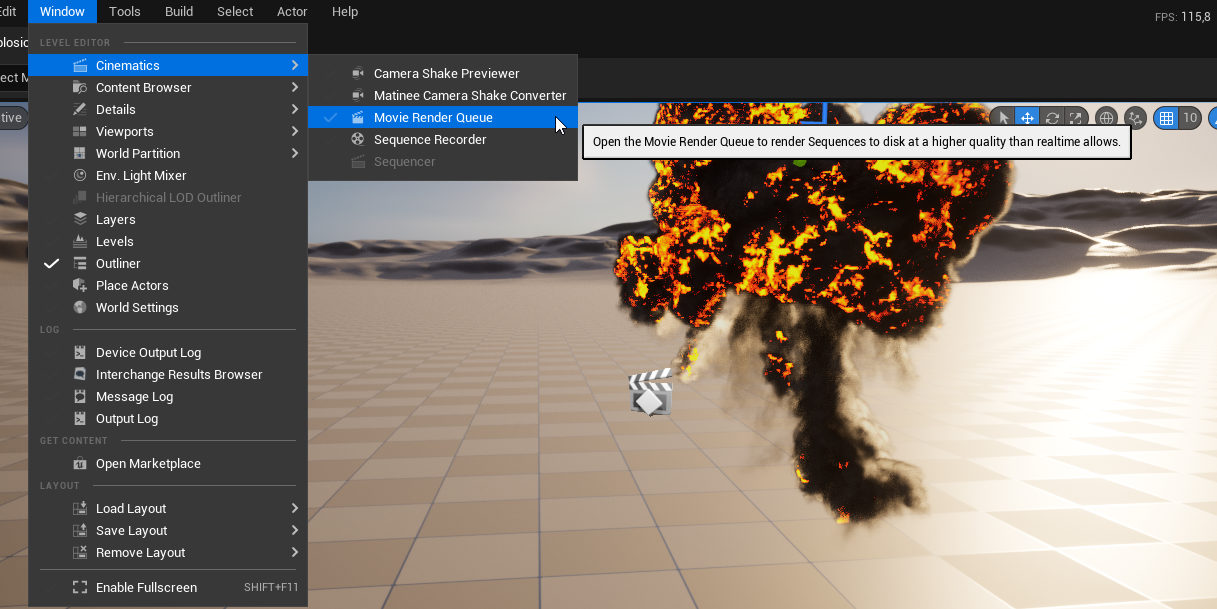 Window Tools Build Select Actor Help
FPS: 115,8
LEVEL EDITOR
Cinematics
Content Browser
Details
Viewports
World Partition
Env. Light Mixer
Hierarchical LOD Outliner
Layers
Levels
Outliner
Place Actors
World Settings
LOG
Device Output Log
Interchange Results Browser
Message Log
Output Log
GET CONTENT
Open Marketplace
LAYOUT
Load Layout
Save Layout
Remove Layout
Enable Fullscreen SHIFT+F11
Camera Shake Previewer
Matinee Camera Shake Converter
Movie Render Queue
Sequence Recorder
Sequencer
Open the Movie Render Queue to render Sequences to disk at a higher quality than realtime allows.
10